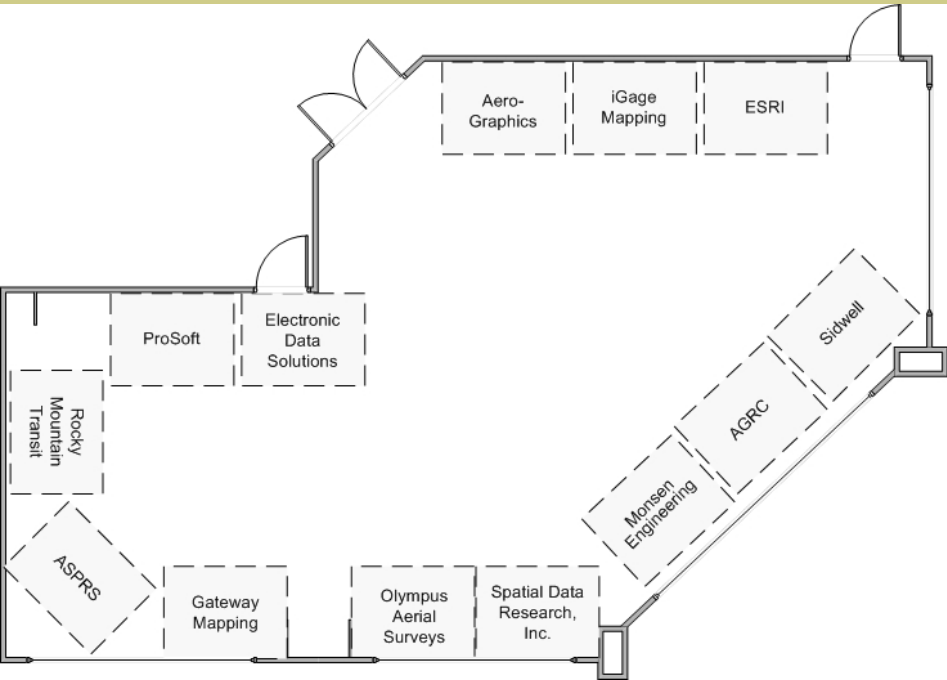 Aero-
Graphics
iGage
Mapping
ESRI
Sidwell
ProSoft
Electronic
Data
Solutions
Rocky
Mountain
Transit
AGRC
Monsen
Engineering
ASPRS
Gateway
Mapping
Olympus
Aerial
Surveys
Spatial Data
Research,
Inc.